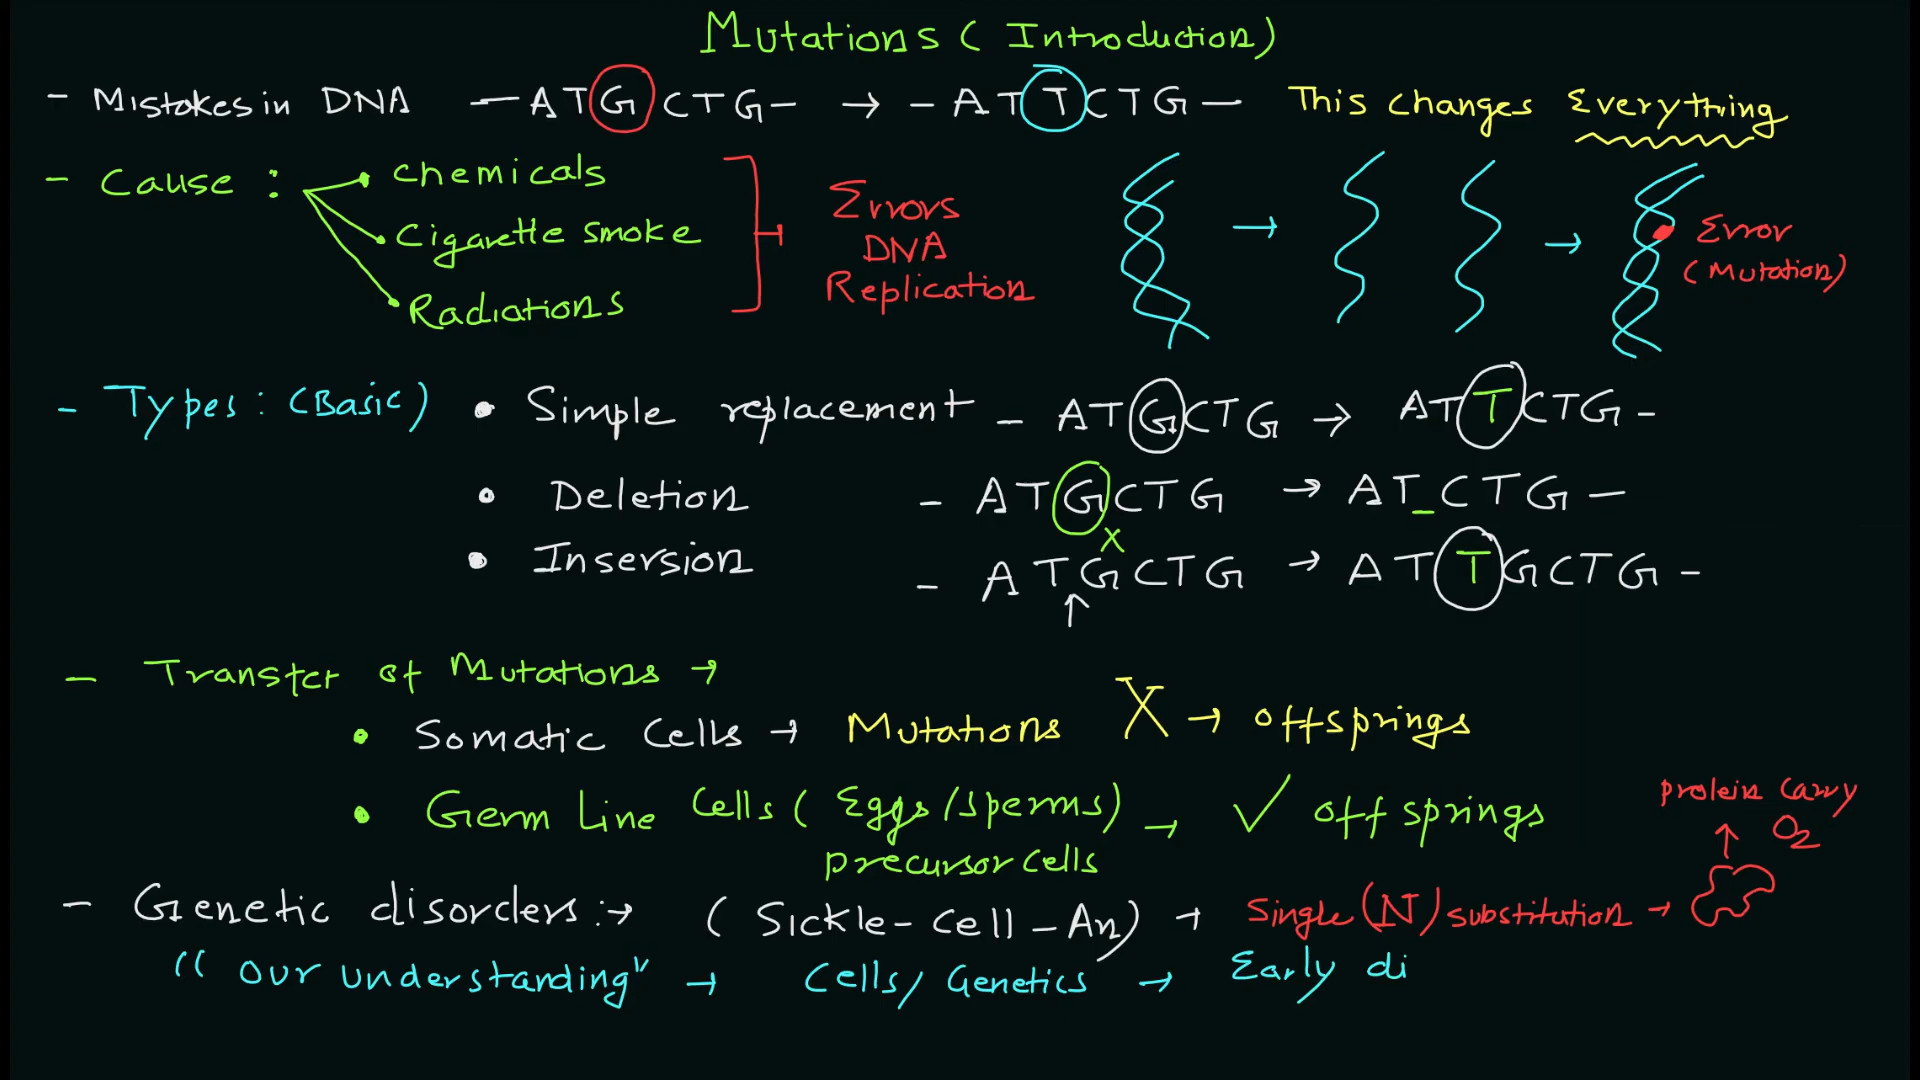 Mutations (Introduction)
- Mistakes in DNA - ATGCTG - → - ATTCTG - This changes Everything
- Cause : chemicals
Cigarette smoke
Radiations
Errors
DNA
Replication
Error
(Mutation)
- Types : (Basic) • Simple replacement - ATGCTG → ATTCTG -
• Deletion - ATGCTG → AT_CTG -
X
• Insersion - ATGCTG → ATTGCTG -
↑
- Transfer of Mutations →
• Somatic Cells → Mutations X → offsprings
• Germ Line Cells (Eggs/sperms) → ✓ offsprings
precursor cells
protein carry
↑ O2
- Genetic disorders :→ (Sickle-cell-An) → Single (N) substitution →
"Our understanding" → Cells/Genetics → Early di